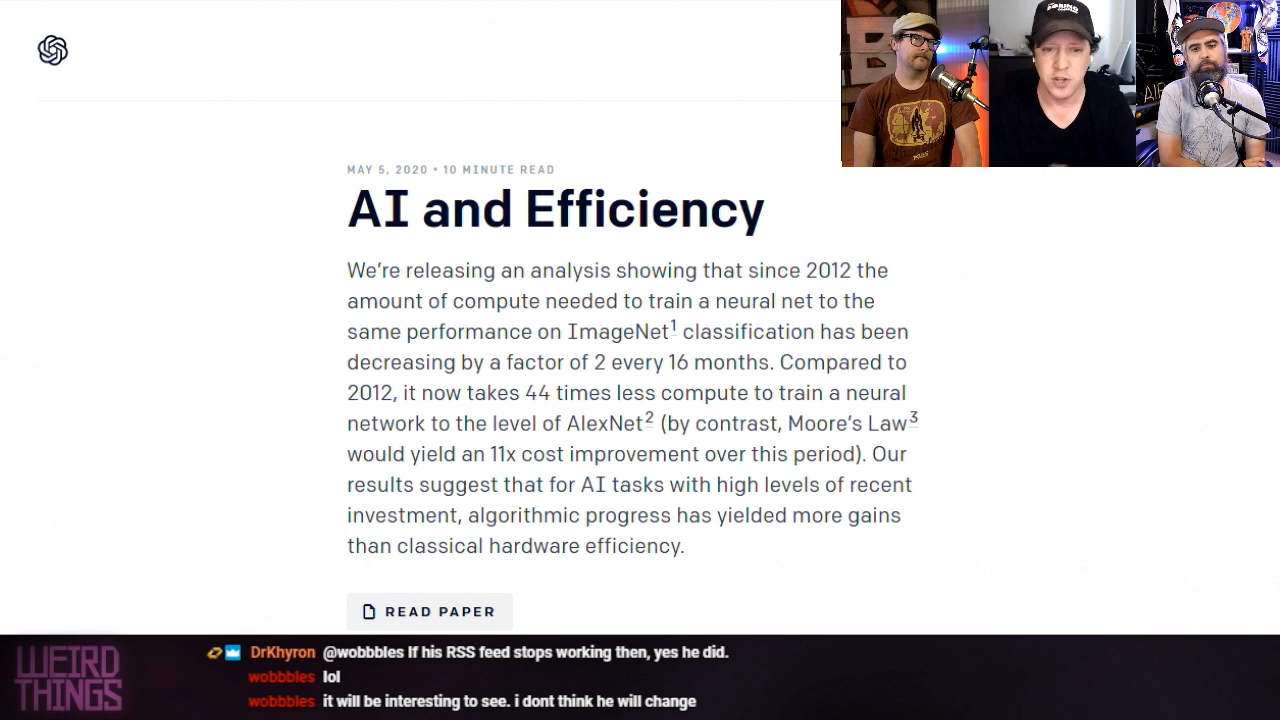 MAY 5, 2020 • 10 MINUTE READ
AI and Efficiency
We're releasing an analysis showing that since 2012 the
amount of compute needed to train a neural net to the
same performance on ImageNet1 classification has been
decreasing by a factor of 2 every 16 months. Compared to
2012, it now takes 44 times less compute to train a neural
network to the level of AlexNet2 (by contrast, Moore's Law3
would yield an 11x cost improvement over this period). Our
results suggest that for AI tasks with high levels of recent
investment, algorithmic progress has yielded more gains
than classical hardware efficiency.
READ PAPER
WEIRD
THINGS
DrKhyron @wobbbles If his RSS feed stops working then, yes he did.
wobbbles lol
wobbbles it will be interesting to see. i dont think he will change